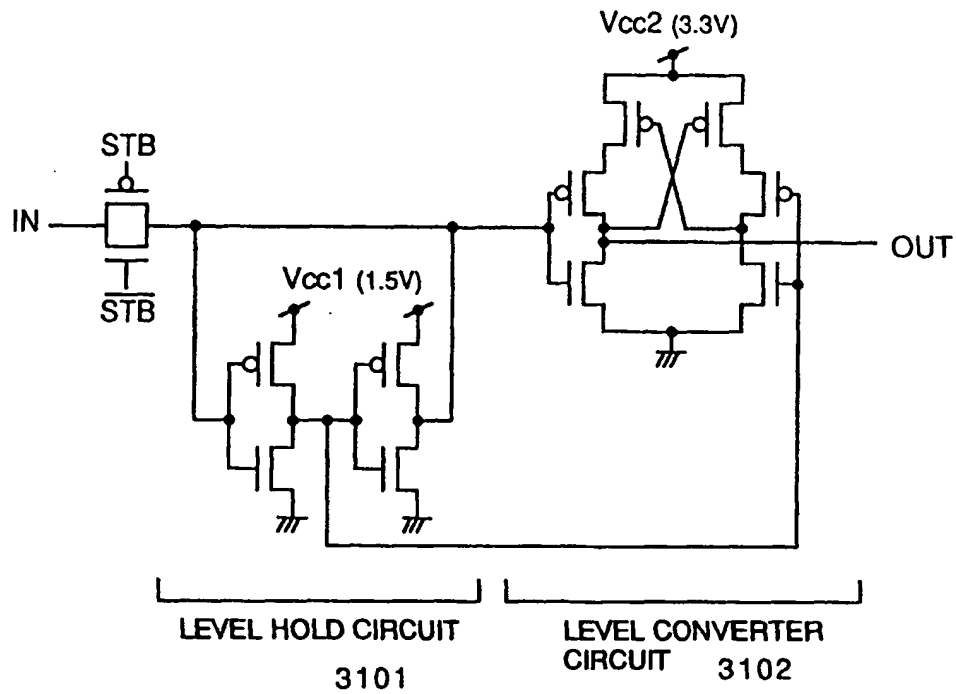 Vcc2 (3.3V)
STB
IN
STB
Vcc1 (1.5V)
OUT
LEVEL HOLD CIRCUIT
3101
LEVEL CONVERTER
CIRCUIT 3102